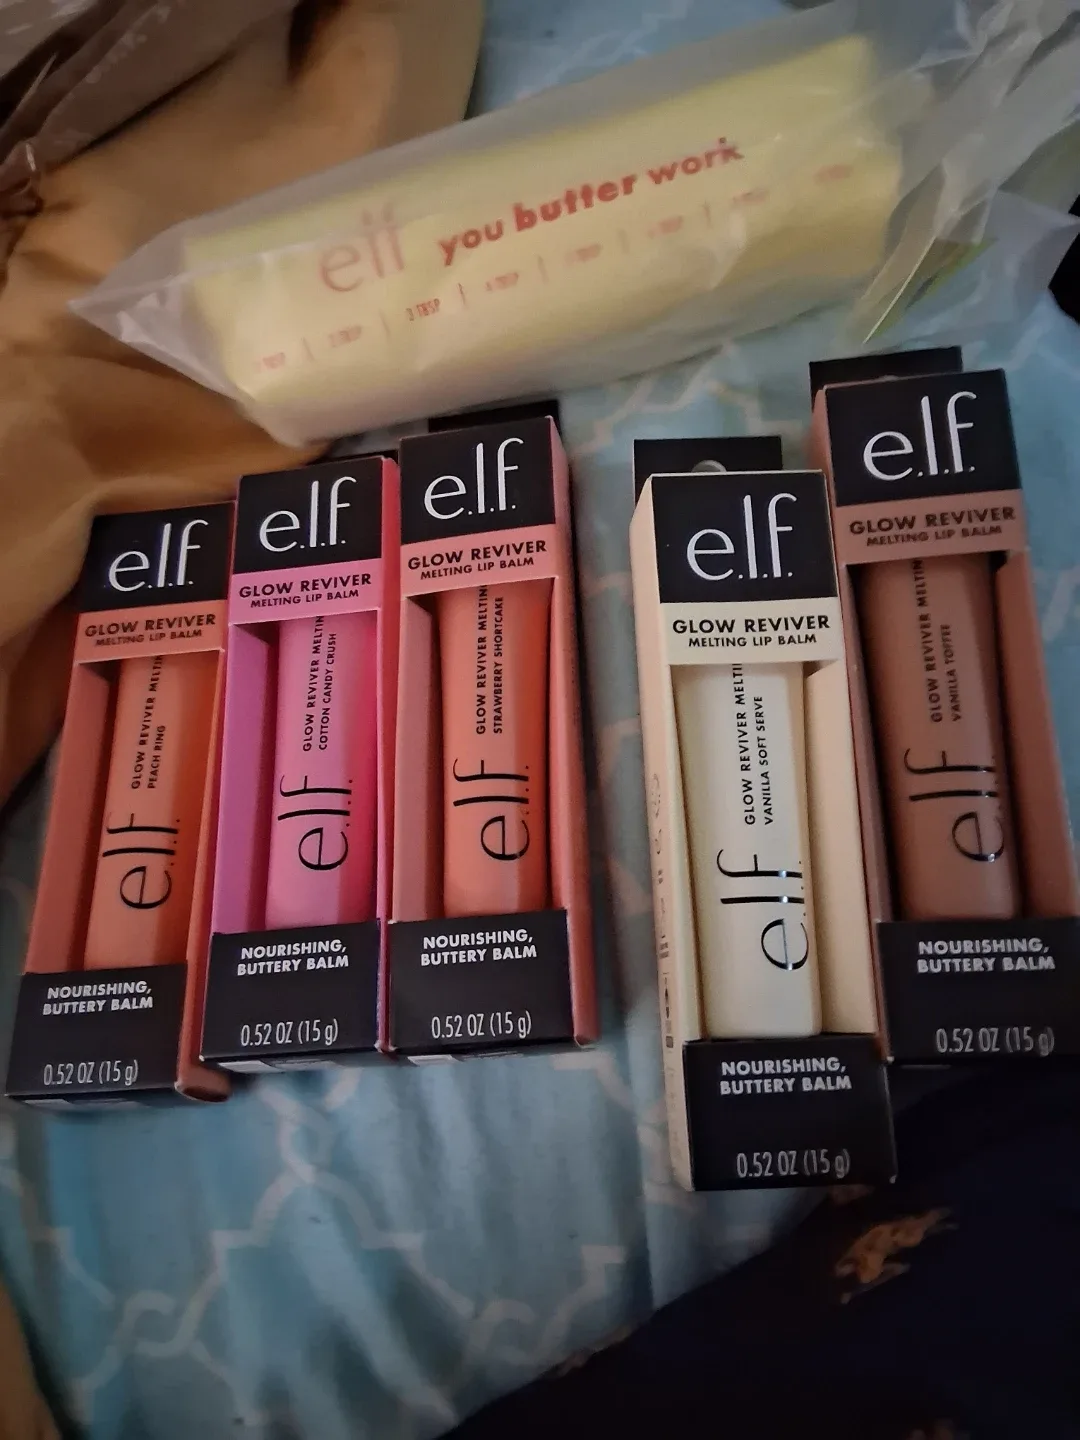 elf you butter work
3 TBSP
e.l.f.
GLOW REVIVER
MELTING LIP BALM
GLOW REVIVER MELTIN
PEACH RING
e.l.f.
NOURISHING,
BUTTERY BALM
0.52 OZ (15 g)
e.l.f.
GLOW REVIVER
MELTING LIP BALM
GLOW REVIVER MELTIN
COTTON CANDY CRUSH
e.l.f.
NOURISHING,
BUTTERY BALM
0.52 OZ (15 g)
e.l.f.
GLOW REVIVER
MELTING LIP BALM
GLOW REVIVER MELTIN
STRAWBERRY SHORTCAKE
e.l.f.
NOURISHING,
BUTTERY BALM
0.52 OZ (15 g)
e.l.f.
GLOW REVIVER
MELTING LIP BALM
GLOW REVIVER MELTI
VANILLA SOFT SERVE
e.l.f.
NOURISHING,
BUTTERY BALM
0.52 OZ (15 g)
e.l.f.
GLOW REVIVER
MELTING LIP BALM
GLOW REVIVER MELTIN
VANILLA TOFFEE
e.l.f.
NOURISHING,
BUTTERY BALM
0.52 OZ (15 g)